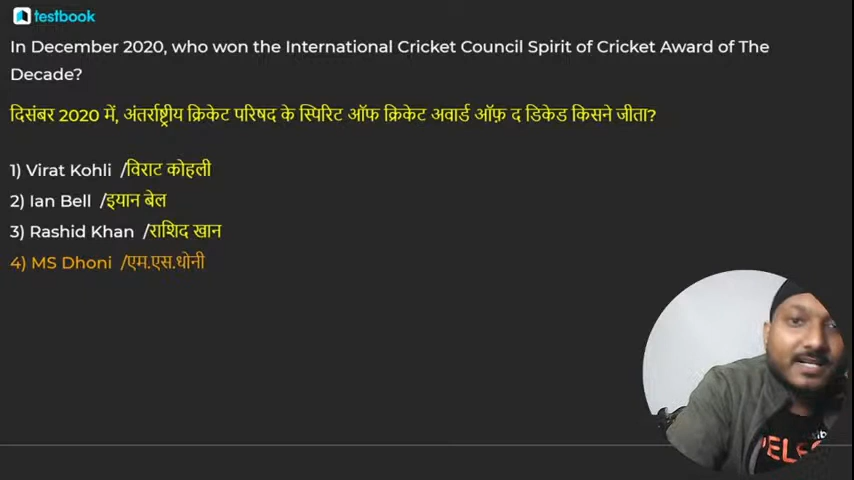 testbook
In December 2020, who won the International Cricket Council Spirit of Cricket Award of The
Decade?
दिसंबर 2020 में, अंतर्राष्ट्रीय क्रिकेट परिषद के स्पिरिट ऑफ क्रिकेट अवार्ड ऑफ़ द डिकेड किसने जीता?
1) Virat Kohli /विराट कोहली
2) Ian Bell /इयान बेल
3) Rashid Khan /राशिद खान
4) MS Dhoni /एम.एस.धोनी